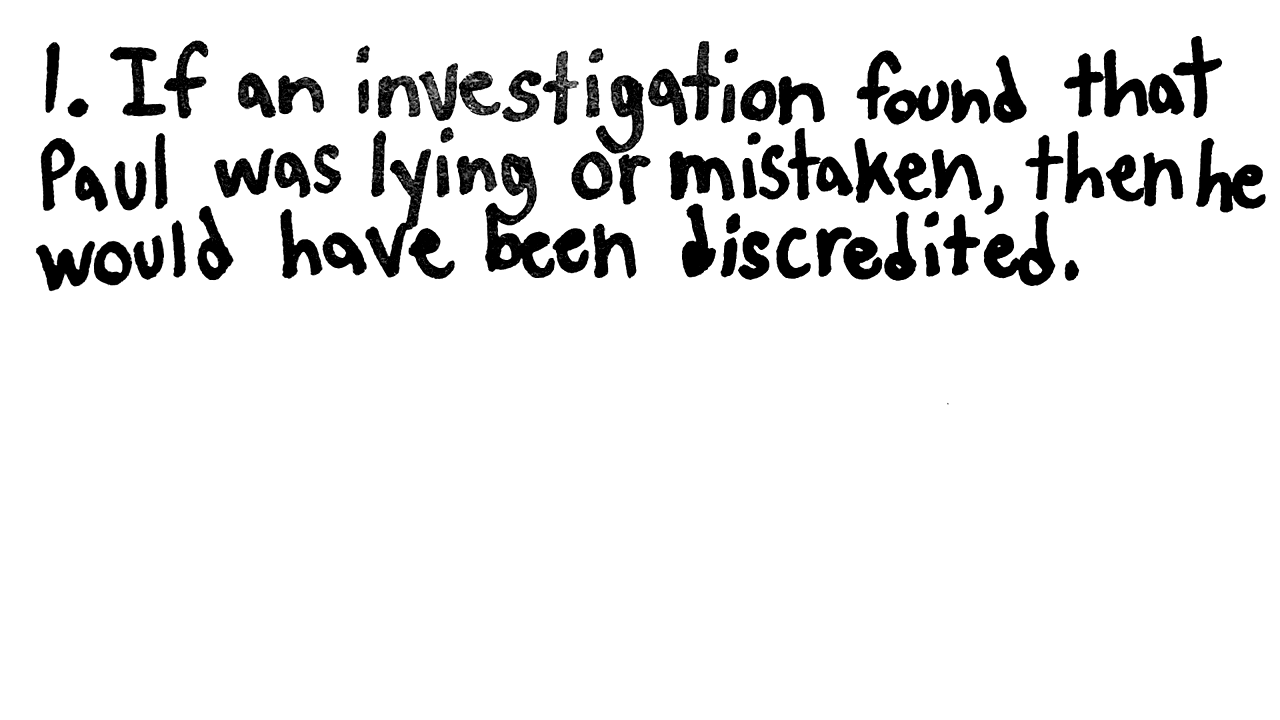 1. If an investigation found that
Paul was lying or mistaken, then he
would have been discredited.